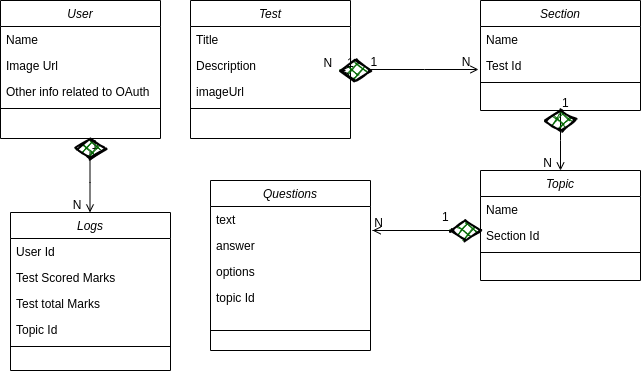 User
Name
Image Url
Other info related to OAuth
Test
Title
Description
imageUrl
N
1
N
Section
Name
Test Id
1
N
Topic
Name
Section Id
1
N
Questions
text
answer
options
topic Id
N
Logs
User Id
Test Scored Marks
Test total Marks
Topic Id